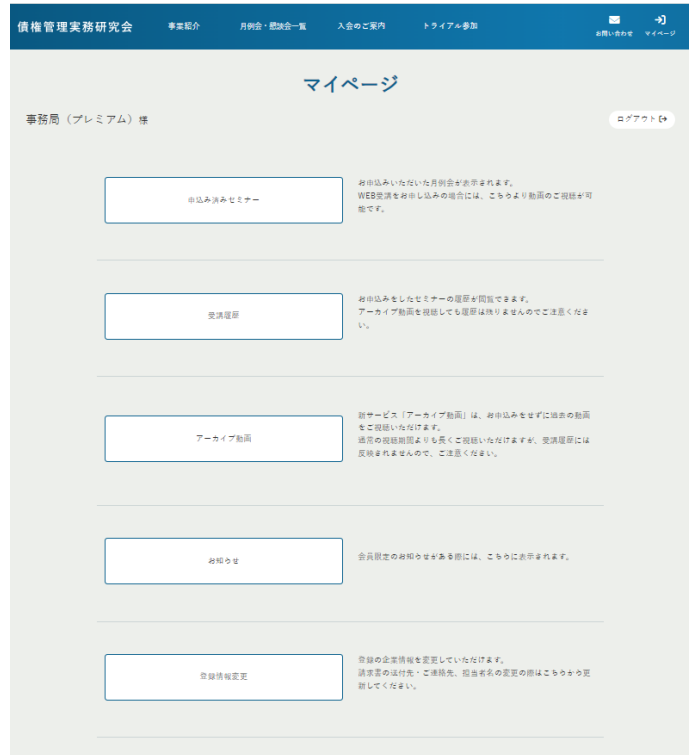 債権管理実務研究会
事業紹介
月例会・懇談会一覧
入会のご案内
トライアル参加
お問い合わせ
マイページ
マイページ
事務局（プレミアム）様
ログアウト
申込み済みセミナー
お申込みいただいた月例会が表示されます。
WEB受講をお申し込みの場合には、こちらより動画のご視聴が可
能です。
受講履歴
お申込みをしたセミナーの履歴が閲覧できます。
アーカイブ動画を視聴しても履歴は残りませんのでご注意くださ
い。
アーカイブ動画
新サービス「アーカイブ動画」は、お申込みをせずに過去の動画
をご視聴いただけます。
通常の視聴期間よりも長くご視聴いただけますが、受講履歴には
反映されませんので、ご注意ください。
お知らせ
会員限定のお知らせがある際には、こちらに表示されます。
登録情報変更
登録の企業情報を変更していただけます。
請求書の送付先・ご連絡先、担当者名の変更の際はこちらから更
新してください。